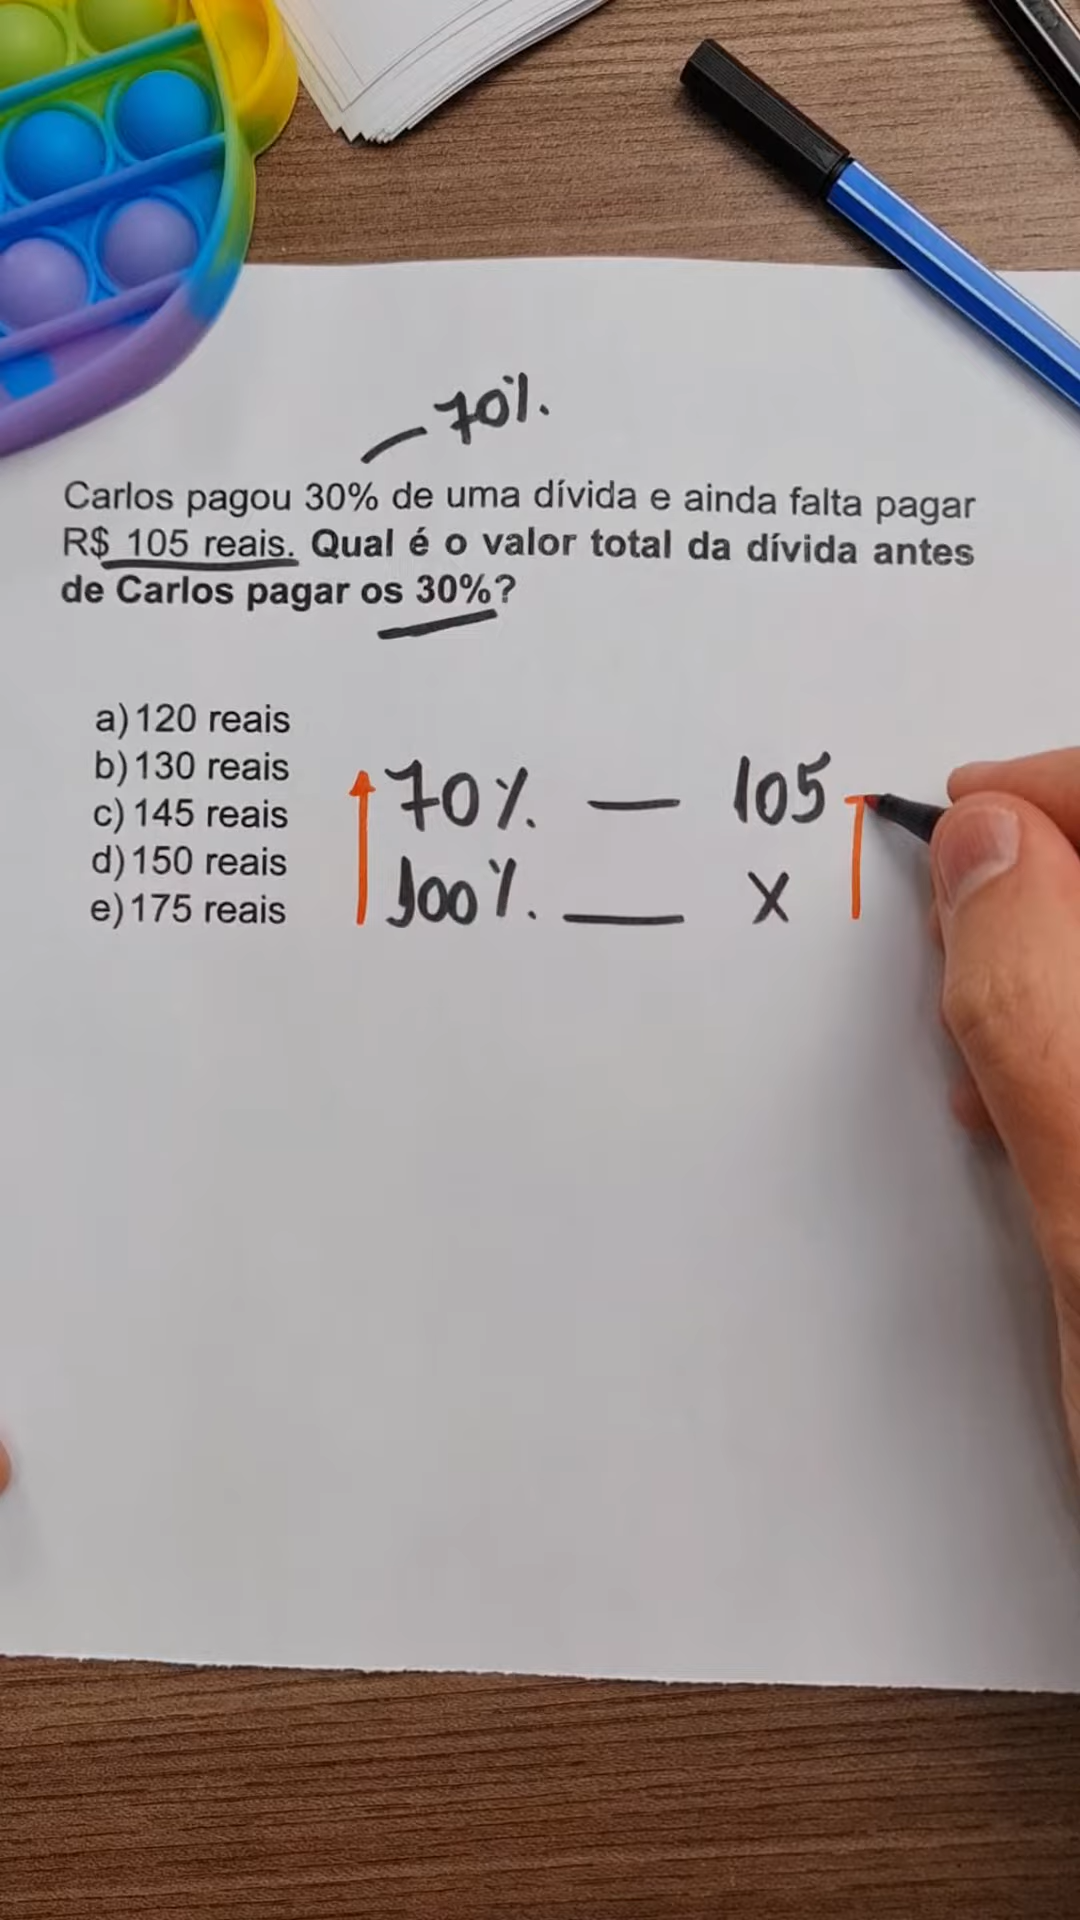 70%.
Carlos pagou 30% de uma dívida e ainda falta pagar
R$ 105 reais. Qual é o valor total da dívida antes
de Carlos pagar os 30%?
a) 120 reais
b) 130 reais
c) 145 reais
d) 150 reais
e) 175 reais
70%. — 105
100%. — X